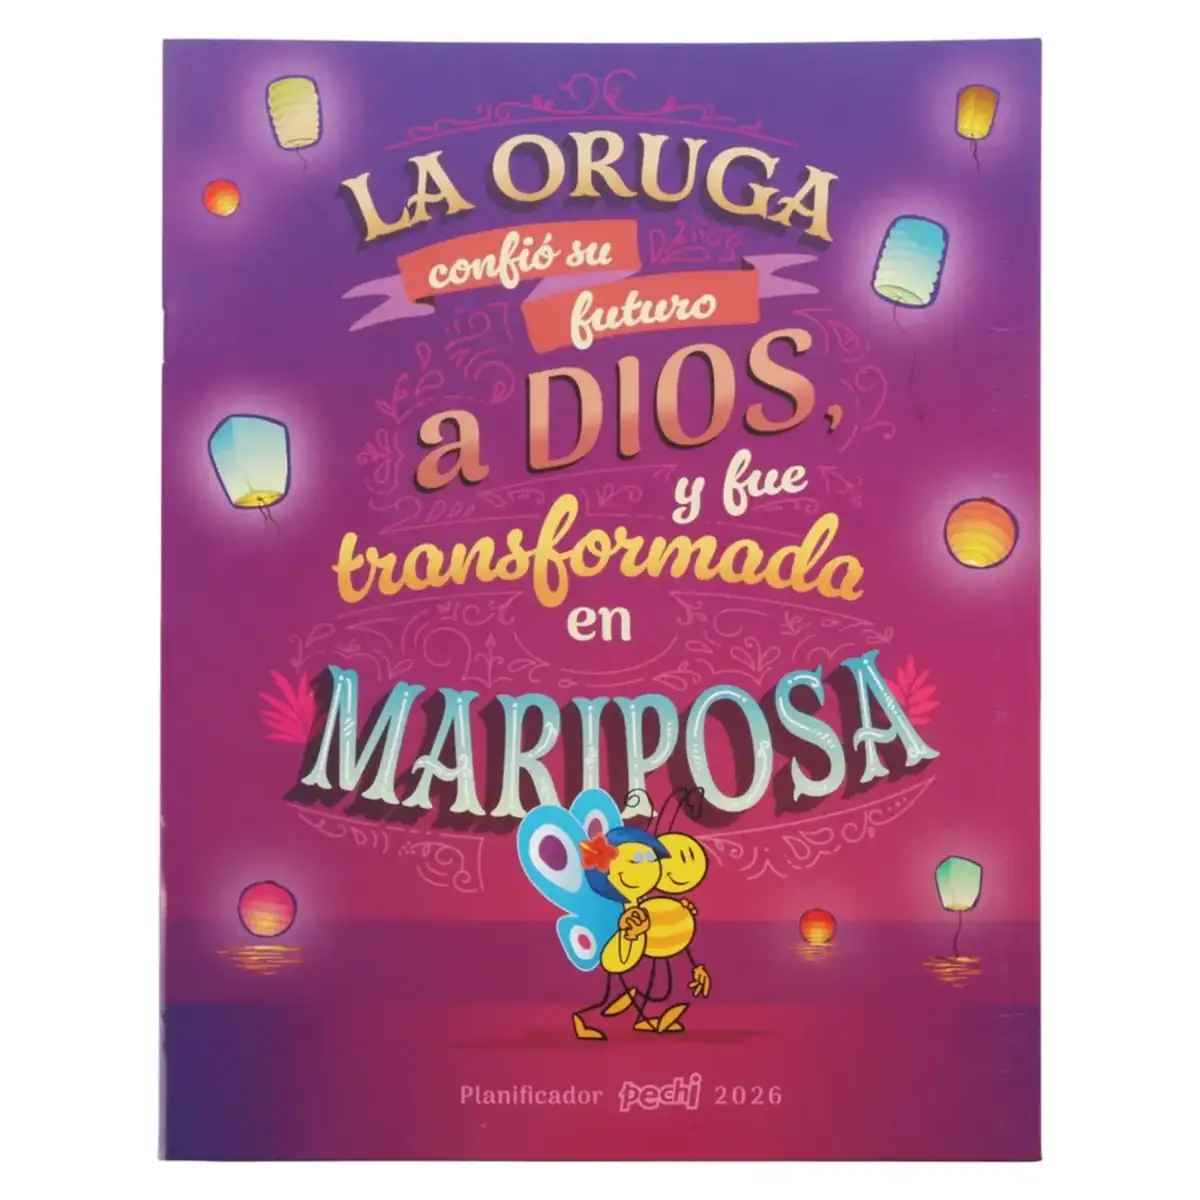 LA ORUGA
confió su
futuro
a DIOS,
y fue
transformada
en
MARIPOSA
Planificador pechi 2026